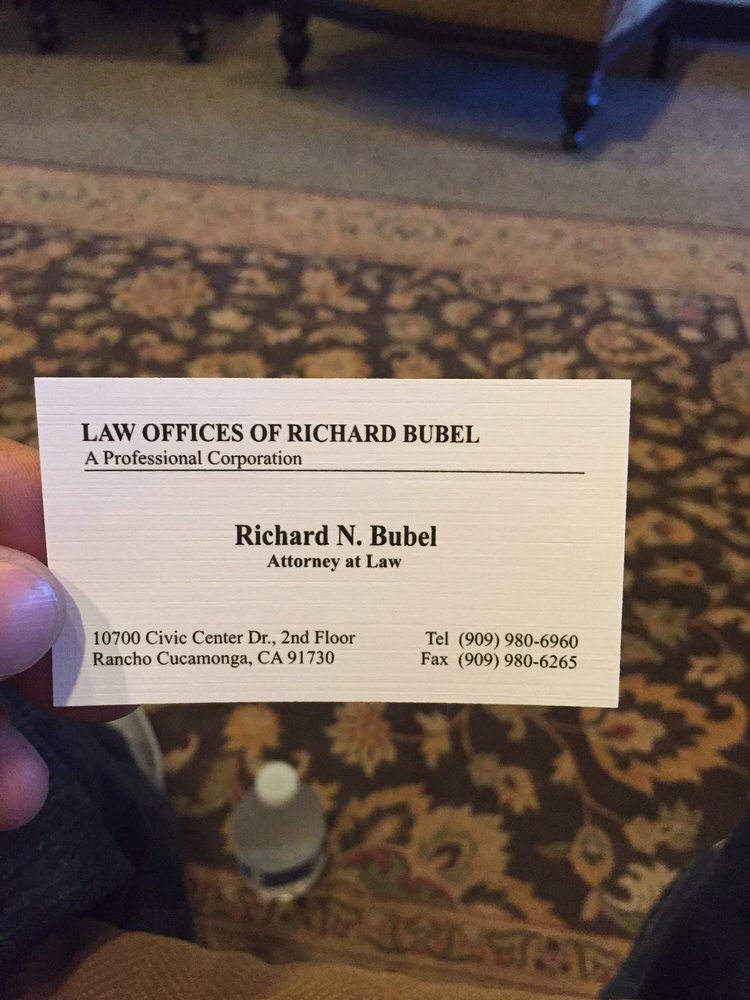 LAW OFFICES OF RICHARD BUBEL
A Professional Corporation
Richard N. Bubel
Attorney at Law
10700 Civic Center Dr., 2nd Floor
Rancho Cucamonga, CA 91730
Tel (909) 980-6960
Fax (909) 980-6265